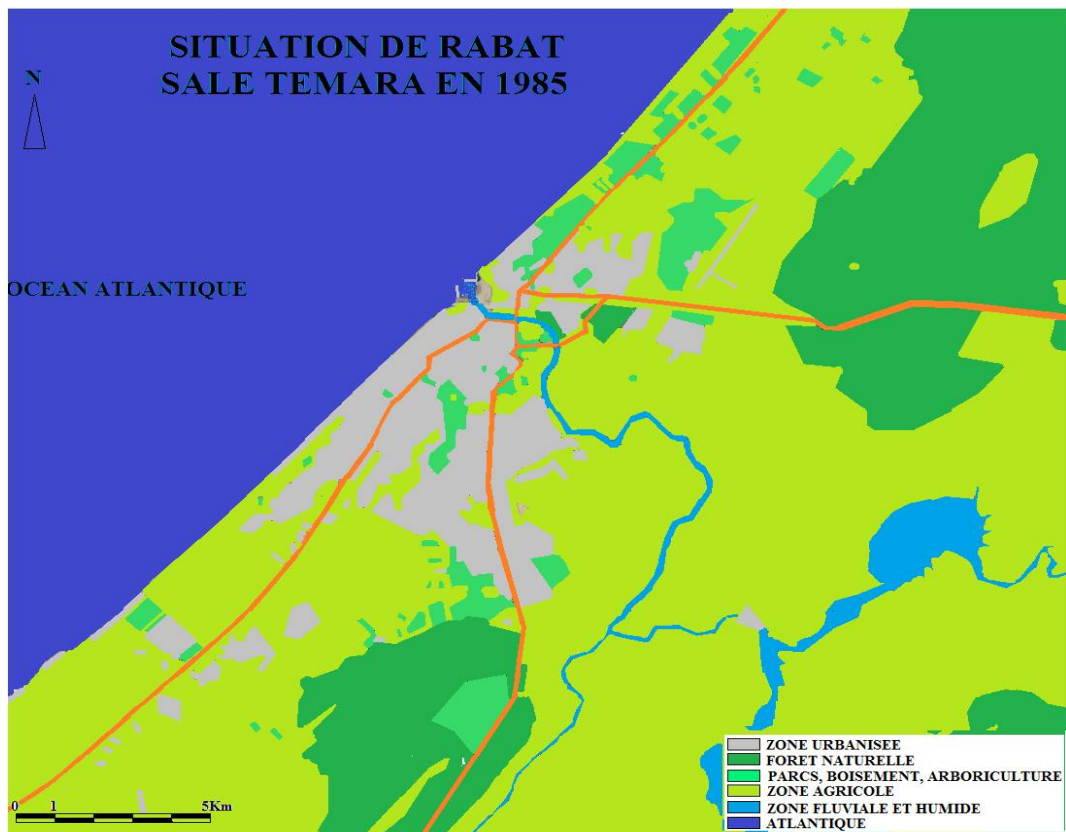 SITUATION DE RABAT
SALE TEMARA EN 1985
N
OCEAN ATLANTIQUE
ZONE URBANISEE
FORET NATURELLE
PARCS, BOISEMENT, ARBORICULTURE
ZONE AGRICOLE
ZONE FLUVIALE ET HUMIDE
ATLANTIQUE
0 1 5Km